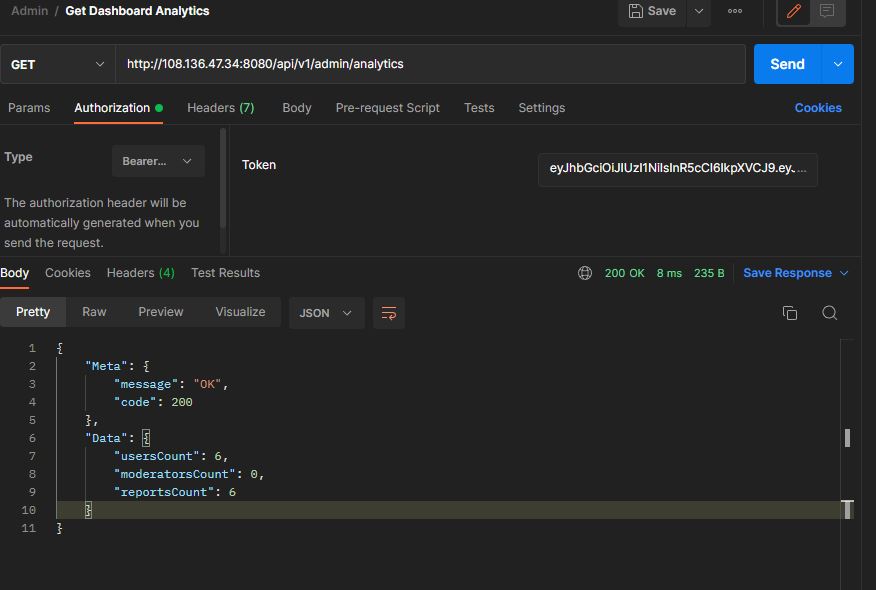 Admin / Get Dashboard Analytics
Save
GET
http://108.136.47.34:8080/api/v1/admin/analytics
Send
Params Authorization Headers (7) Body Pre-request Script Tests Settings Cookies
Type
Bearer...
Token
eyJhbGciOiJIUzI1NiIsInR5cCI6IkpXVCJ9.ey...
The authorization header will be
automatically generated when you
send the request.
Body Cookies Headers (4) Test Results
200 OK 8 ms 235 B Save Response
Pretty Raw Preview Visualize JSON
1 {
2 "Meta": {
3 "message": "OK",
4 "code": 200
5 },
6 "Data": {
7 "usersCount": 6,
8 "moderatorsCount": 0,
9 "reportsCount": 6
10 }
11 }